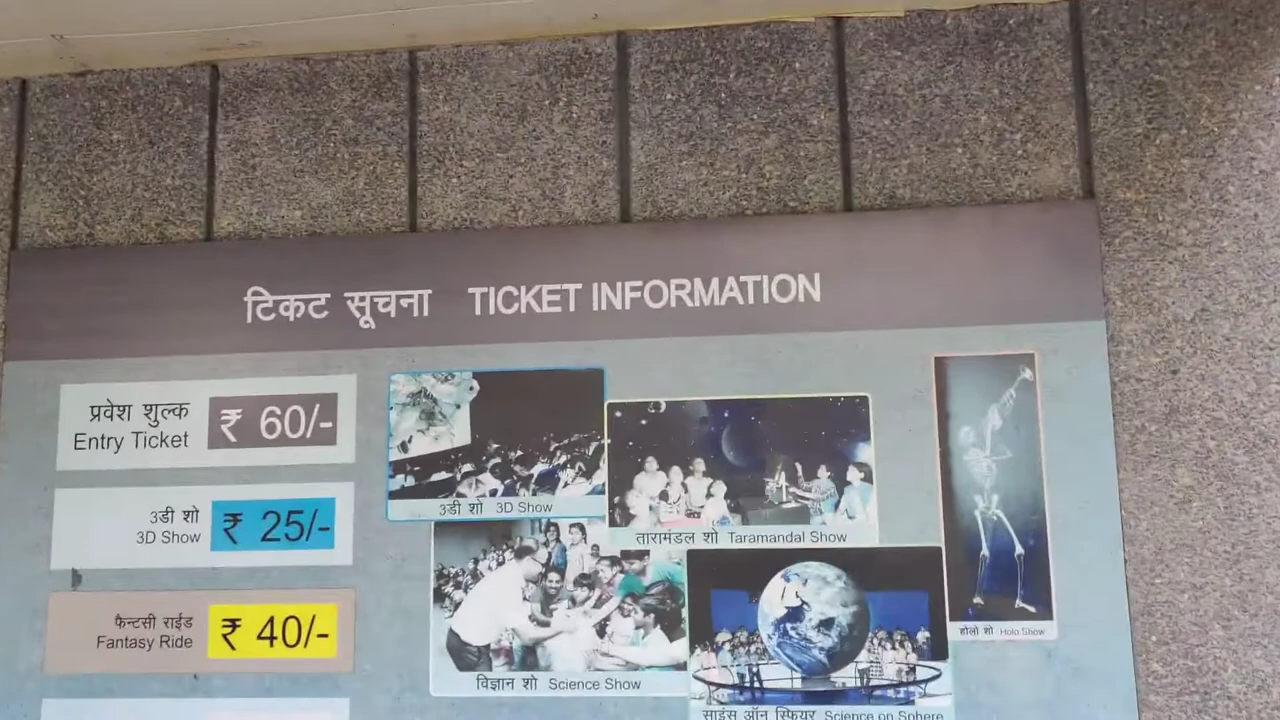 टिकट सूचना TICKET INFORMATION
प्रवेश शुल्क
Entry Ticket
₹ 60/-
3डी शो
3D Show
₹ 25/-
फैन्टसी राईड
Fantasy Ride
₹ 40/-
3डी शो 3D Show
तारामंडल शो Taramandal Show
विज्ञान शो Science Show
साइंस ऑन स्फियर Science on Sphere
होलो शो Holo Show